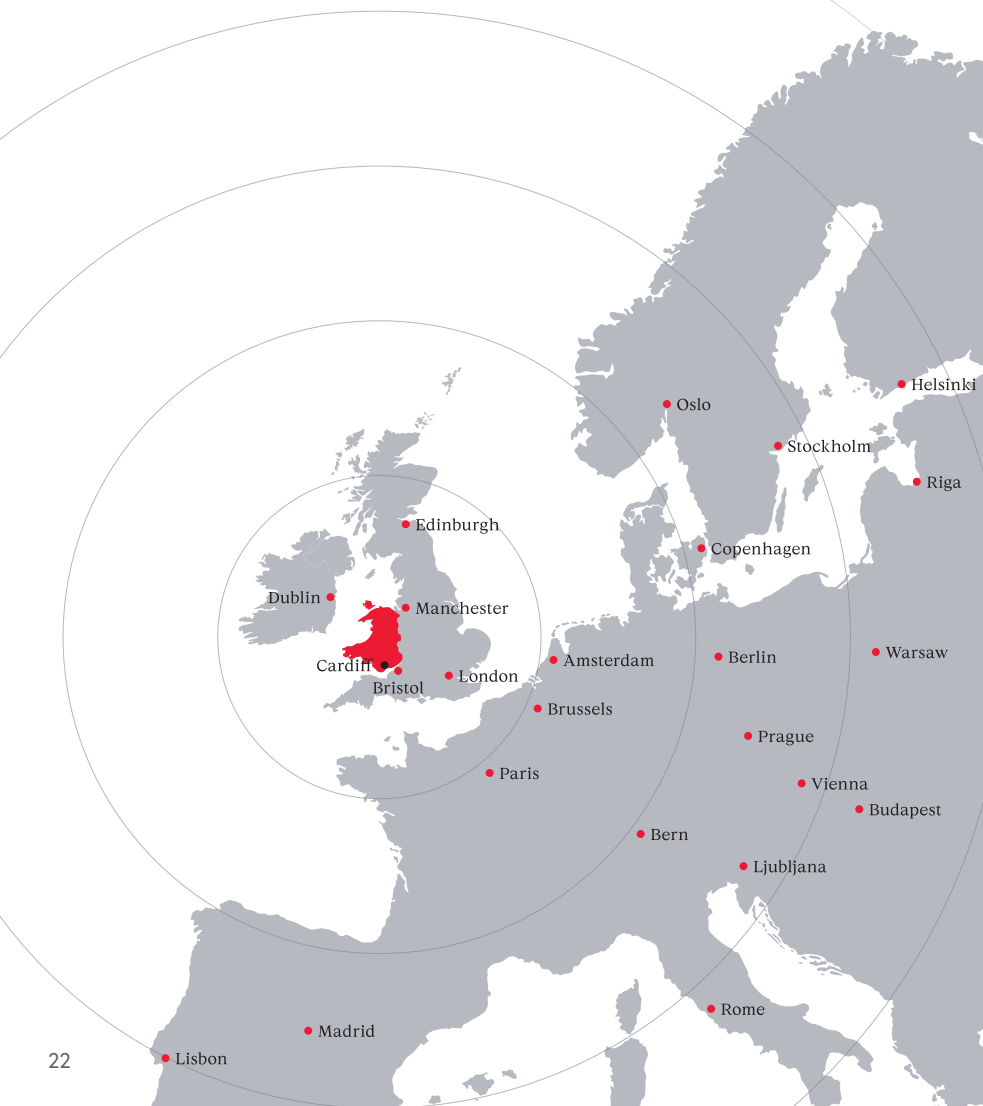 Helsinki
Oslo
Stockholm
Riga
Edinburgh
Copenhagen
Dublin
Manchester
Warsaw
Berlin
Amsterdam
Cardiff
London
Bristol
Brussels
Prague
Paris
Vienna
Budapest
Bern
Ljubljana
Rome
Madrid
Lisbon
22